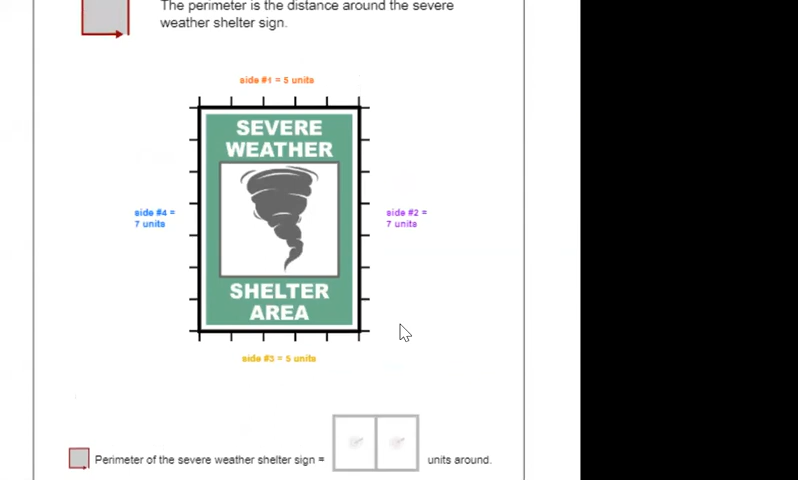 The perimeter is the distance around the severe
weather shelter sign.
side #1 = 5 units
SEVERE
WEATHER
side #4 =
7 units
side #2 =
7 units
SHELTER
AREA
side #3 = 5 units
Perimeter of the severe weather shelter sign =
units around.